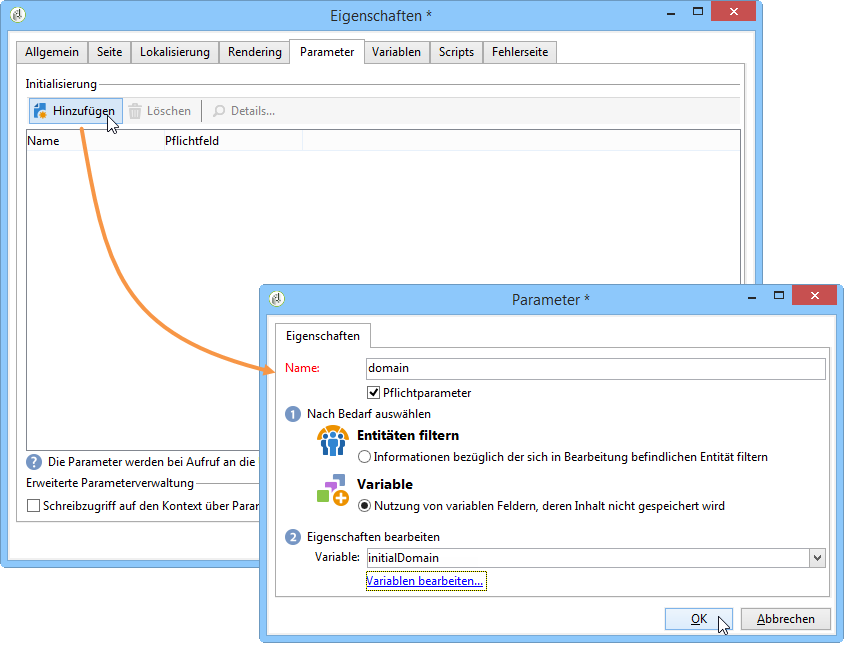 Eigenschaften *
Allgemein Seite Lokalisierung Rendering Parameter Variablen Scripts Fehlerseite
Initialisierung
Hinzufügen Löschen Details...
Name Pflichtfeld
? Die Parameter werden bei Aufruf an die
Erweiterte Parameterverwaltung
Schreibzugriff auf den Kontext über Paran
Parameter *
Eigenschaften
Name: domain
Pflichtparameter
1 Nach Bedarf auswählen
Entitäten filtern
Informationen bezüglich der sich in Bearbeitung befindlichen Entität filtern
Variable
Nutzung von variablen Feldern, deren Inhalt nicht gespeichert wird
2 Eigenschaften bearbeiten
Variable: initialDomain
Variablen bearbeiten...
OK Abbrechen